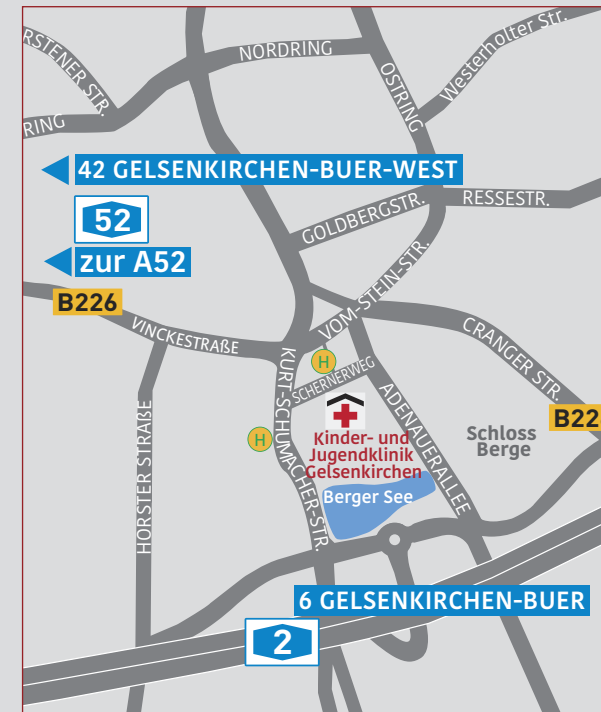 RSTENER STR.
NORDRING
OSTRING
Westerholter Str.
RING
42 GELSENKIRCHEN-BUER-WEST
52
zur A52
GOLDBERGSTR.
RESSESTR.
B226
VINCKESTRAßE
VOM-STEIN-STR.
CRANGER STR.
H
SCHERNERWEG
KURT-SCHUMACHER-STR.
ADENAUERALLEE
B22
H
Kinder- und
Jugendklinik
Gelsenkirchen
Schloss
Berge
HORSTER STRAßE
Berger See
6 GELSENKIRCHEN-BUER
2